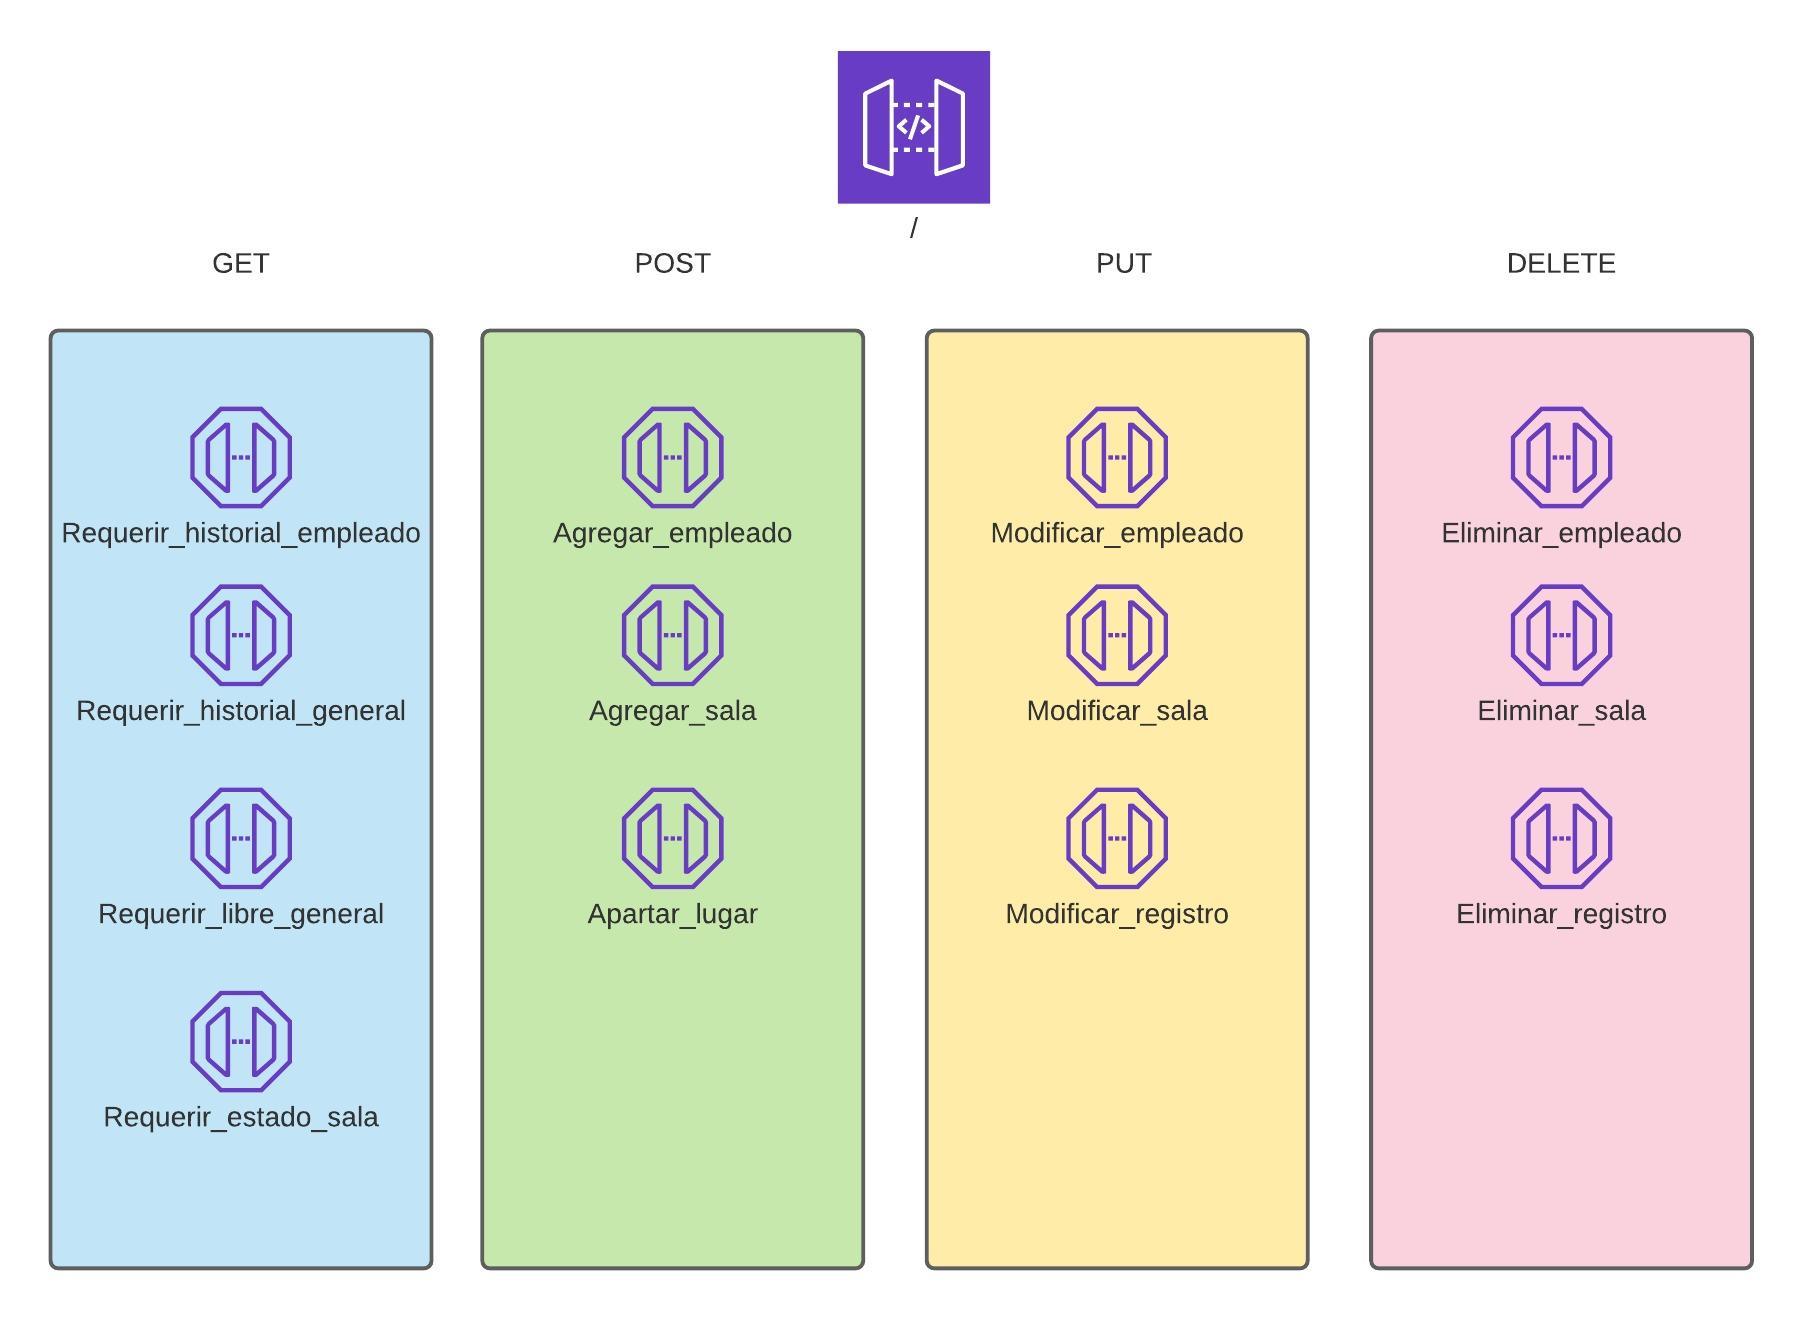 </>
/
GET
POST
PUT
DELETE
Requerir_historial_empleado
Requerir_historial_general
Requerir_libre_general
Requerir_estado_sala
Agregar_empleado
Agregar_sala
Apartar_lugar
Modificar_empleado
Modificar_sala
Modificar_registro
Eliminar_empleado
Eliminar_sala
Eliminar_registro